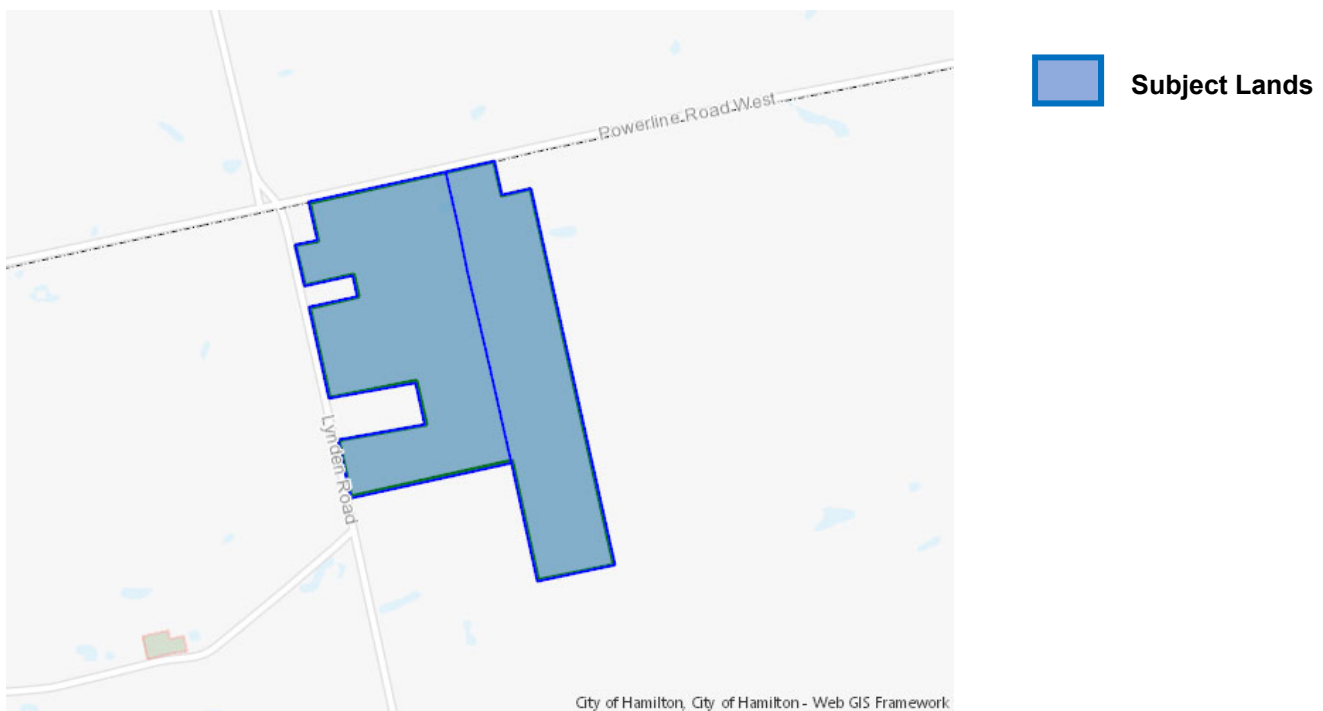 Subject Lands
Powerline Road West
Lynden Road
City of Hamilton, City of Hamilton - Web GIS Framework